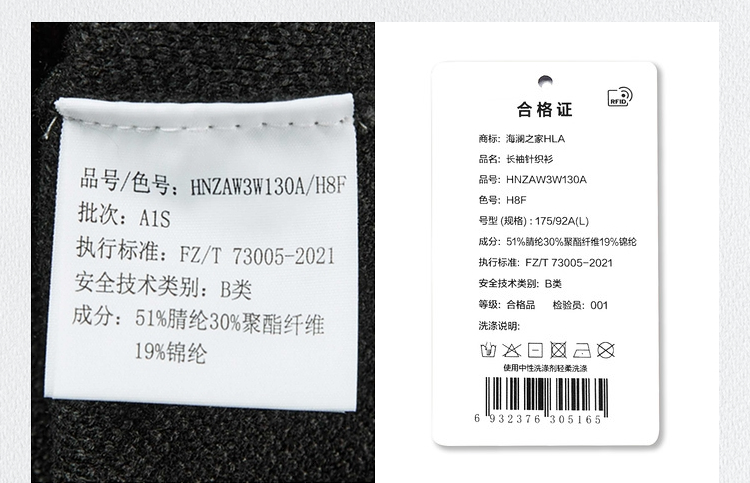 品号/色号: HNZAW3W130A/H8F
批次: A1S
执行标准: FZ/T 73005-2021
安全技术类别: B类
成分: 51%腈纶30%聚酯纤维
19%锦纶
合格证
RFID
商标: 海澜之家HLA
品名: 长袖针织衫
品号: HNZAW3W130A
色号: H8F
号型 (规格) : 175/92A(L)
成分: 51%腈纶30%聚酯纤维19%锦纶
执行标准: FZ/T 73005-2021
安全技术类别: B类
等级: 合格品 检验员: 001
洗涤说明:
使用中性洗涤剂轻柔洗涤
6 932376 305165